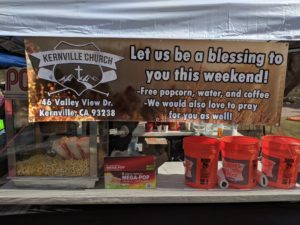 KERNVILLE CHURCH
46 Valley View Dr.
Kernville, CA 93238
Let us be a blessing to
you this weekend!
-Free popcorn, water, and coffee
-We would also love to pray
for you as well!
MEGA-POP